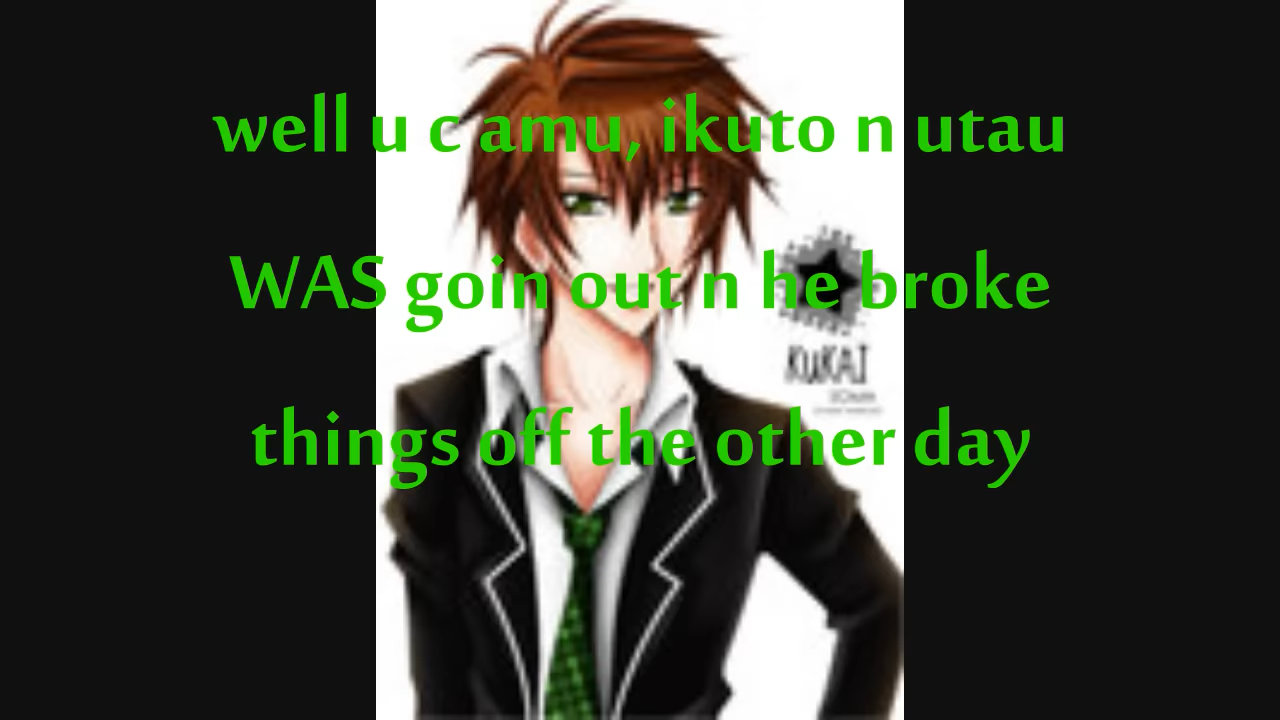 well u c amu, ikuto n utau
WAS goin out n he broke
KUKAI
things off the other day